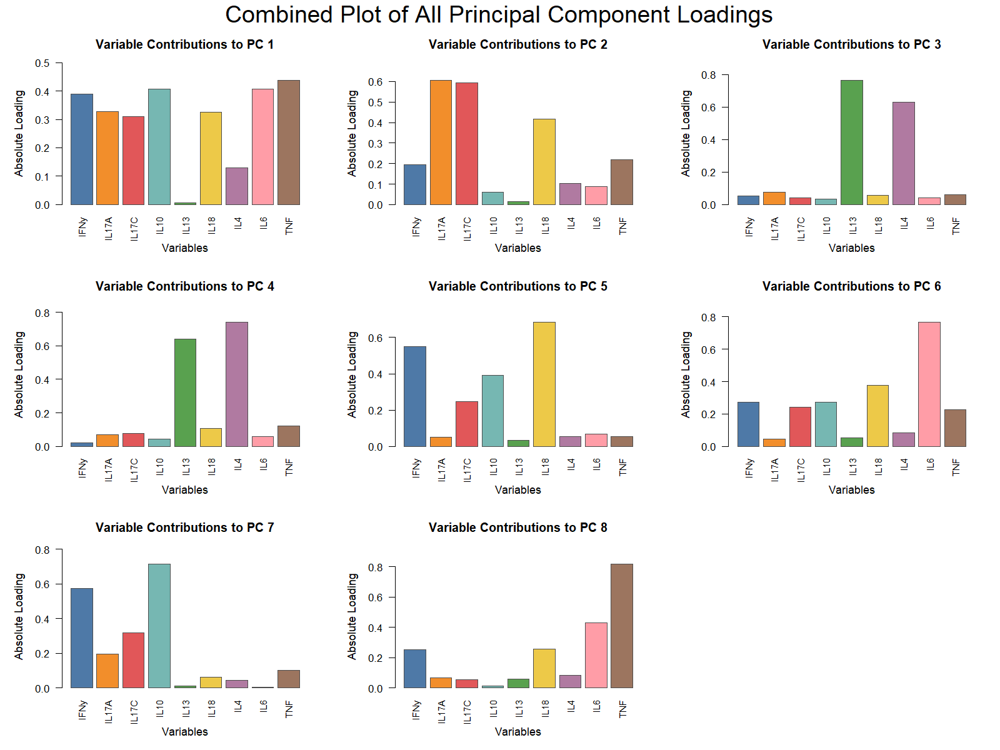 Combined Plot of All Principal Component Loadings
Variable Contributions to PC 1
Absolute Loading
0.5
0.4
0.3
0.2
0.1
0.0
IFNy
IL17A
IL17C
IL10
IL13
IL18
IL4
IL6
TNF
Variables
Variable Contributions to PC 2
Absolute Loading
0.6
0.5
0.4
0.3
0.2
0.1
0.0
IFNy
IL17A
IL17C
IL10
IL13
IL18
IL4
IL6
TNF
Variables
Variable Contributions to PC 3
Absolute Loading
0.8
0.6
0.4
0.2
0.0
IFNy
IL17A
IL17C
IL10
IL13
IL18
IL4
IL6
TNF
Variables
Variable Contributions to PC 4
Absolute Loading
0.8
0.6
0.4
0.2
0.0
IFNy
IL17A
IL17C
IL10
IL13
IL18
IL4
IL6
TNF
Variables
Variable Contributions to PC 5
Absolute Loading
0.6
0.4
0.2
0.0
IFNy
IL17A
IL17C
IL10
IL13
IL18
IL4
IL6
TNF
Variables
Variable Contributions to PC 6
Absolute Loading
0.8
0.6
0.4
0.2
0.0
IFNy
IL17A
IL17C
IL10
IL13
IL18
IL4
IL6
TNF
Variables
Variable Contributions to PC 7
Absolute Loading
0.8
0.6
0.4
0.2
0.0
IFNy
IL17A
IL17C
IL10
IL13
IL18
IL4
IL6
TNF
Variables
Variable Contributions to PC 8
Absolute Loading
0.8
0.6
0.4
0.2
0.0
IFNy
IL17A
IL17C
IL10
IL13
IL18
IL4
IL6
TNF
Variables